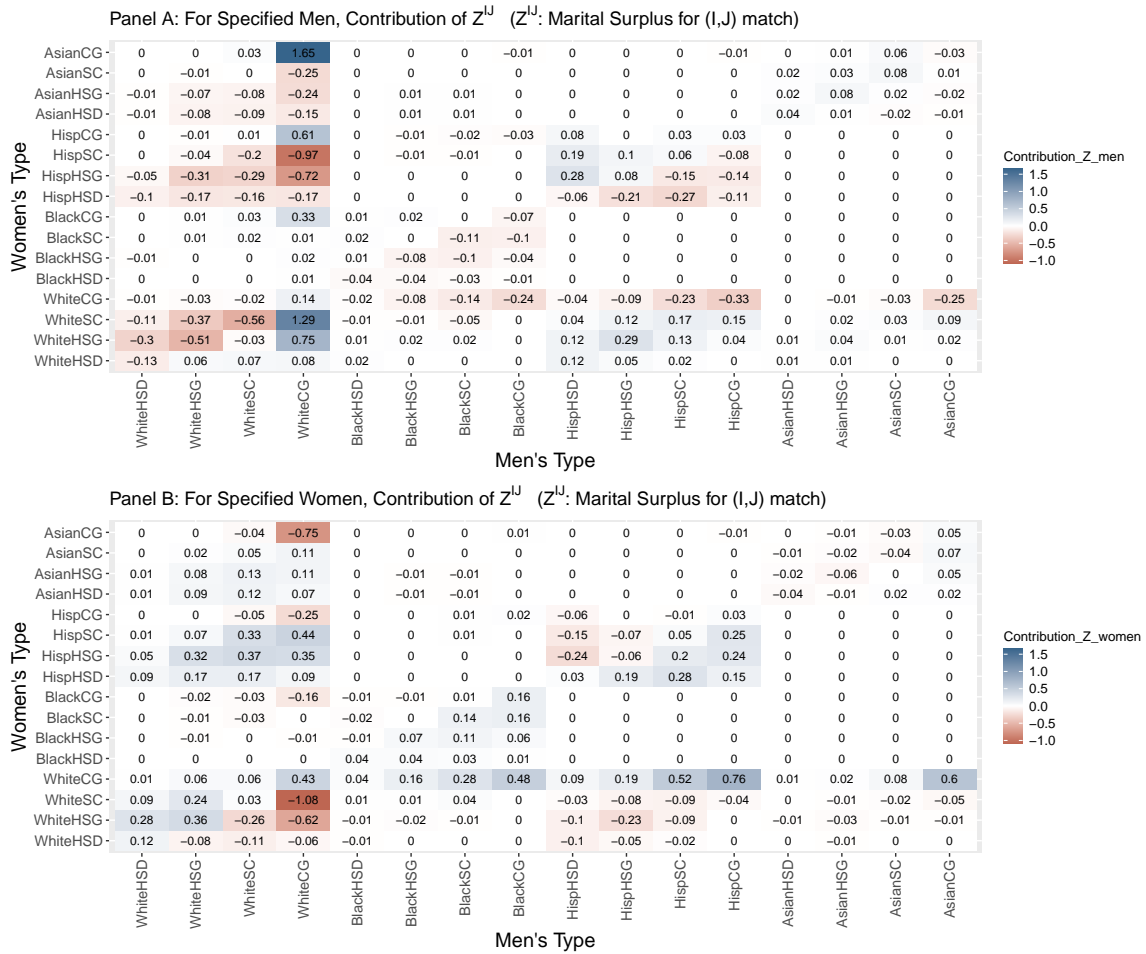 Panel A: For Specified Men, Contribution of Z^IJ (Z^IJ: Marital Surplus for (I,J) match)
AsianCG 0 0 0.03 1.65 0 0 0 −0.01 0 0 0 −0.01 0 0.01 0.06 −0.03
AsianSC 0 −0.01 0 −0.25 0 0 0 0 0 0 0 0 0.02 0.03 0.08 0.01
AsianHSG −0.01 −0.07 −0.08 −0.24 0 0.01 0.01 0 0 0 0 0 0.02 0.08 0.02 −0.02
AsianHSD −0.01 −0.08 −0.09 −0.15 0 0.01 0.01 0 0 0 0 0 0.04 0.01 −0.02 −0.01
HispCG 0 −0.01 0.01 0.61 0 −0.01 −0.02 −0.03 0.08 0 0.03 0.03 0 0 0 0
HispSC 0 −0.04 −0.2 −0.97 0 −0.01 −0.01 0 0.19 0.1 0.06 −0.08 0 0 0 0
HispHSG −0.05 −0.31 −0.29 −0.72 0 0 0 0 0.28 0.08 −0.15 −0.14 0 0 0 0
HispHSD −0.1 −0.17 −0.16 −0.17 0 0 0 0 −0.06 −0.21 −0.27 −0.11 0 0 0 0
BlackCG 0 0.01 0.03 0.33 0.01 0.02 0 −0.07 0 0 0 0 0 0 0 0
BlackSC 0 0.01 0.02 0.01 0.02 0 −0.11 −0.1 0 0 0 0 0 0 0 0
BlackHSG −0.01 0 0 0.02 0.01 −0.08 −0.1 −0.04 0 0 0 0 0 0 0 0
BlackHSD 0 0 0 0.01 −0.04 −0.04 −0.03 −0.01 0 0 0 0 0 0 0 0
WhiteCG −0.01 −0.03 −0.02 0.14 −0.02 −0.08 −0.14 −0.24 −0.04 −0.09 −0.23 −0.33 0 −0.01 −0.03 −0.25
WhiteSC −0.11 −0.37 −0.56 1.29 −0.01 −0.01 −0.05 0 0.04 0.12 0.17 0.15 0 0.02 0.03 0.09
WhiteHSG −0.3 −0.51 −0.03 0.75 0.01 0.02 0.02 0 0.12 0.29 0.13 0.04 0.01 0.04 0.01 0.02
WhiteHSD −0.13 0.06 0.07 0.08 0.02 0 0 0 0.12 0.05 0.02 0 0.01 0.01 0 0
WhiteHSD WhiteHSG WhiteSC WhiteCG BlackHSD BlackHSG BlackSC BlackCG HispHSD HispHSG HispSC HispCG AsianHSD AsianHSG AsianSC AsianCG
Men's Type
Women's Type
Contribution_Z_men
1.5
1.0
0.5
0.0
−0.5
−1.0
Panel B: For Specified Women, Contribution of Z^IJ (Z^IJ: Marital Surplus for (I,J) match)
AsianCG 0 0 −0.04 −0.75 0 0 0 0.01 0 0 0 −0.01 0 −0.01 −0.03 0.05
AsianSC 0 0.02 0.05 0.11 0 0 0 0 0 0 0 0 −0.01 −0.02 −0.04 0.07
AsianHSG 0.01 0.08 0.13 0.11 0 −0.01 −0.01 0 0 0 0 0 −0.02 −0.06 0 0.05
AsianHSD 0.01 0.09 0.12 0.07 0 −0.01 −0.01 0 0 0 0 0 −0.04 −0.01 0.02 0.02
HispCG 0 0 −0.05 −0.25 0 0 0.01 0.02 −0.06 0 −0.01 0.03 0 0 0 0
HispSC 0.01 0.07 0.33 0.44 0 0 0.01 0 −0.15 −0.07 0.05 0.25 0 0 0 0
HispHSG 0.05 0.32 0.37 0.35 0 0 0 0 −0.24 −0.06 0.2 0.24 0 0 0 0
HispHSD 0.09 0.17 0.17 0.09 0 0 0 0 0.03 0.19 0.28 0.15 0 0 0 0
BlackCG 0 −0.02 −0.03 −0.16 −0.01 −0.01 0.01 0.16 0 0 0 0 0 0 0 0
BlackSC 0 −0.01 −0.03 0 −0.02 0 0.14 0.16 0 0 0 0 0 0 0 0
BlackHSG 0 −0.01 0 −0.01 −0.01 0.07 0.11 0.06 0 0 0 0 0 0 0 0
BlackHSD 0 0 0 0 0.04 0.04 0.03 0.01 0 0 0 0 0 0 0 0
WhiteCG 0.01 0.06 0.06 0.43 0.04 0.16 0.28 0.48 0.09 0.19 0.52 0.76 0.01 0.02 0.08 0.6
WhiteSC 0.09 0.24 0.03 −1.08 0.01 0.01 0.04 0 −0.03 −0.08 −0.09 −0.04 0 −0.01 −0.02 −0.05
WhiteHSG 0.28 0.36 −0.26 −0.62 −0.01 −0.02 −0.01 0 −0.1 −0.23 −0.09 0 −0.01 −0.03 −0.01 −0.01
WhiteHSD 0.12 −0.08 −0.11 −0.06 −0.01 0 0 0 −0.1 −0.05 −0.02 0 0 −0.01 0 0
WhiteHSD WhiteHSG WhiteSC WhiteCG BlackHSD BlackHSG BlackSC BlackCG HispHSD HispHSG HispSC HispCG AsianHSD AsianHSG AsianSC AsianCG
Men's Type
Women's Type
Contribution_Z_women
1.5
1.0
0.5
0.0
−0.5
−1.0